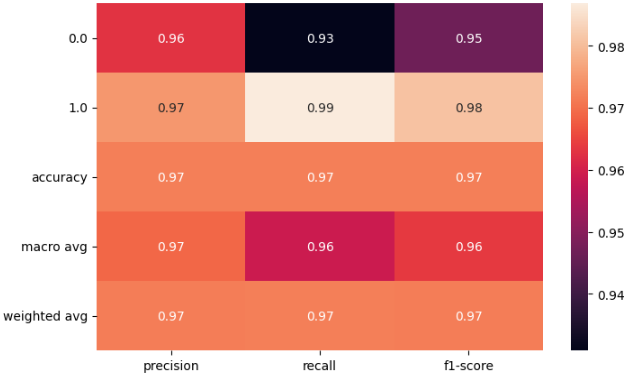 0.0 0.96 0.93 0.95
1.0 0.97 0.99 0.98
accuracy 0.97 0.97 0.97
macro avg 0.97 0.96 0.96
weighted avg 0.97 0.97 0.97
precision recall f1-score
0.98
0.97
0.96
0.95
0.94